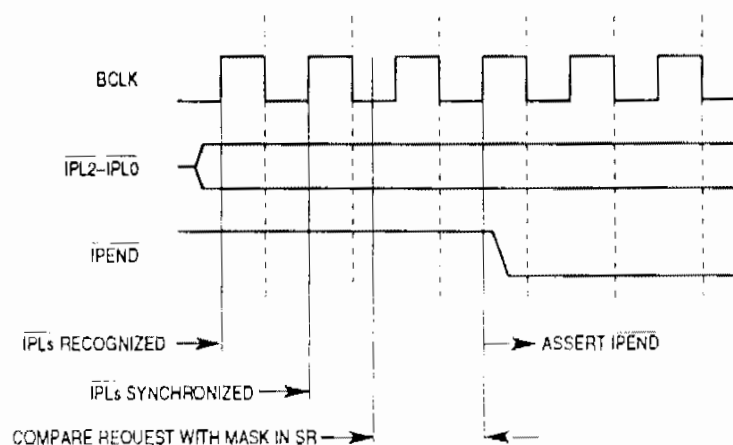 BCLK
IPL2–IPL0
IPEND
IPLs RECOGNIZED
ASSERT IPEND
IPLs SYNCHRONIZED
COMPARE REQUEST WITH MASK IN SR